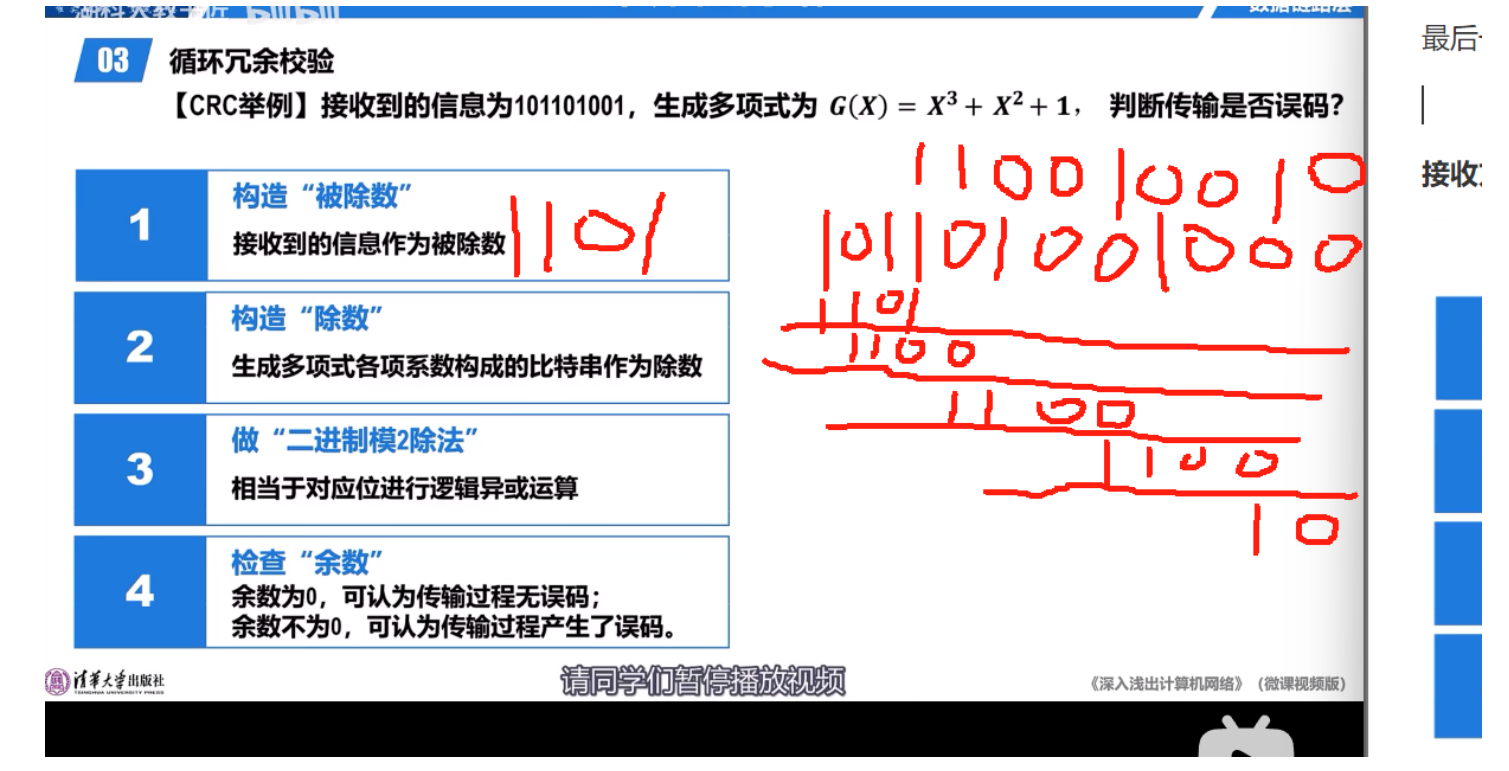 数据链路层
03 循环冗余校验
【CRC举例】接收到的信息为101101001，生成多项式为 G(X) = X³ + X² + 1， 判断传输是否误码？
1 构造“被除数”
接收到的信息作为被除数
1101
2 构造“除数”
生成多项式各项系数构成的比特串作为除数
3 做“二进制模2除法”
相当于对应位进行逻辑异或运算
4 检查“余数”
余数为0，可认为传输过程无误码；
余数不为0，可认为传输过程产生了误码。
110010010
101101001000
1101
1100
1100
1100
10
清华大学出版社
TSINGHUA UNIVERSITY PRESS
请同学们暂停播放视频
《深入浅出计算机网络》（微课视频版）
最后
接收